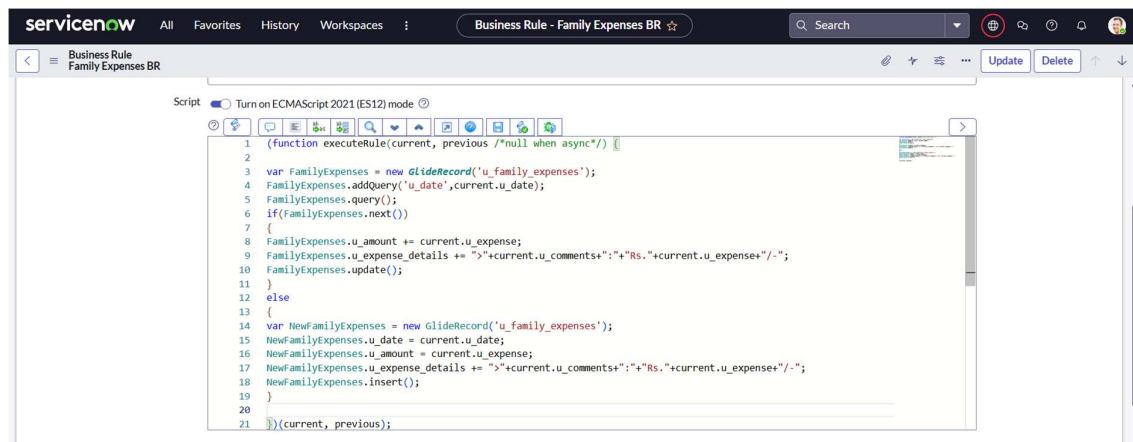 servicenow All Favorites History Workspaces Business Rule - Family Expenses BR Search
Business Rule
Family Expenses BR
Update Delete
Script Turn on ECMAScript 2021 (ES12) mode
1 (function executeRule(current, previous /*null when async*/) {
2
3 var FamilyExpenses = new GlideRecord('u_family_expenses');
4 FamilyExpenses.addQuery('u_date',current.u_date);
5 FamilyExpenses.query();
6 if(FamilyExpenses.next())
7 {
8 FamilyExpenses.u_amount += current.u_expense;
9 FamilyExpenses.u_expense_details += ">"+current.u_comments+":"+"Rs."+current.u_expense+"/-";
10 FamilyExpenses.update();
11 }
12 else
13 {
14 var NewFamilyExpenses = new GlideRecord('u_family_expenses');
15 NewFamilyExpenses.u_date = current.u_date;
16 NewFamilyExpenses.u_amount = current.u_expense;
17 NewFamilyExpenses.u_expense_details += ">"+current.u_comments+":"+"Rs."+current.u_expense+"/-";
18 NewFamilyExpenses.insert();
19 }
20
21 })(current, previous);